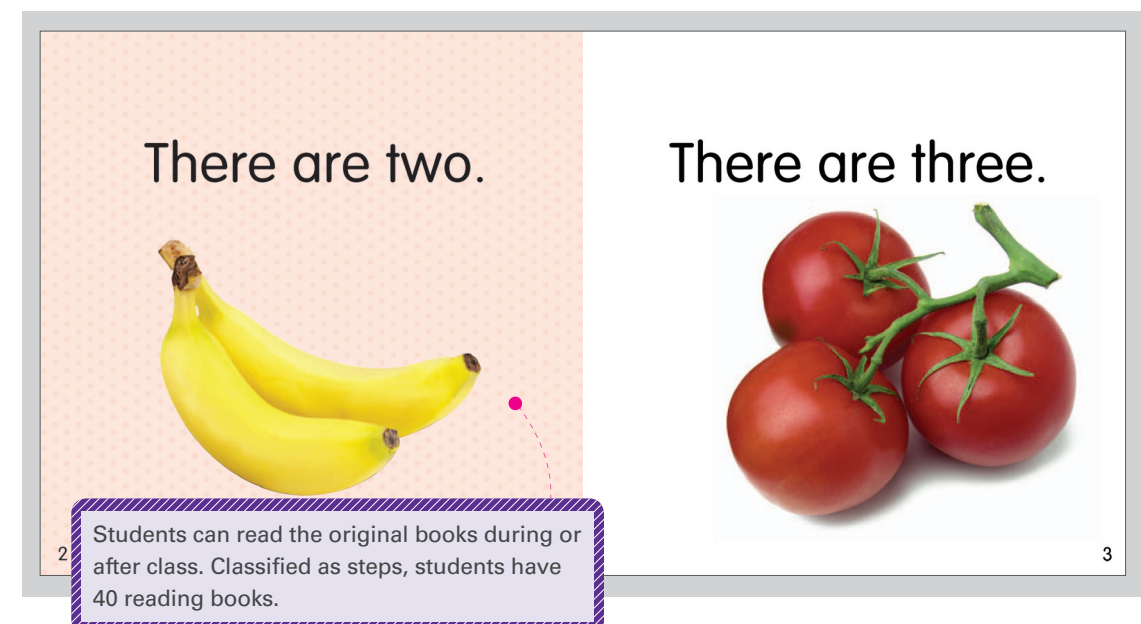 There are two.
There are three.
Students can read the original books during or
after class. Classified as steps, students have
40 reading books.
2
3